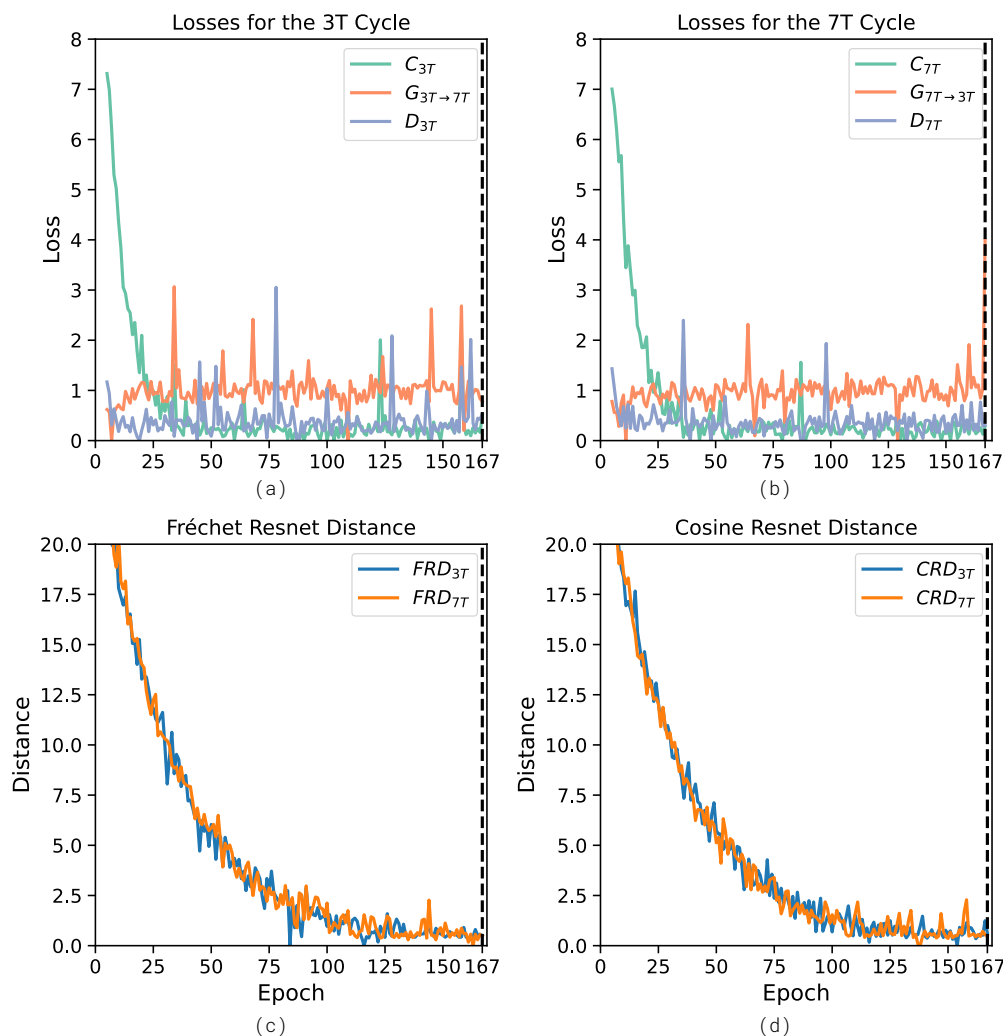 Losses for the 3T Cycle
8
7
6
5
4
3
2
1
0
Loss
C3T
G3T→7T
D3T
0 25 50 75 100 125 150 167
(a)
Losses for the 7T Cycle
8
7
6
5
4
3
2
1
0
Loss
C7T
G7T→3T
D7T
0 25 50 75 100 125 150 167
(b)
Fréchet Resnet Distance
20.0
17.5
15.0
12.5
10.0
7.5
5.0
2.5
0.0
Distance
FRD3T
FRD7T
0 25 50 75 100 125 150 167
Epoch
(c)
Cosine Resnet Distance
20.0
17.5
15.0
12.5
10.0
7.5
5.0
2.5
0.0
Distance
CRD3T
CRD7T
0 25 50 75 100 125 150 167
Epoch
(d)